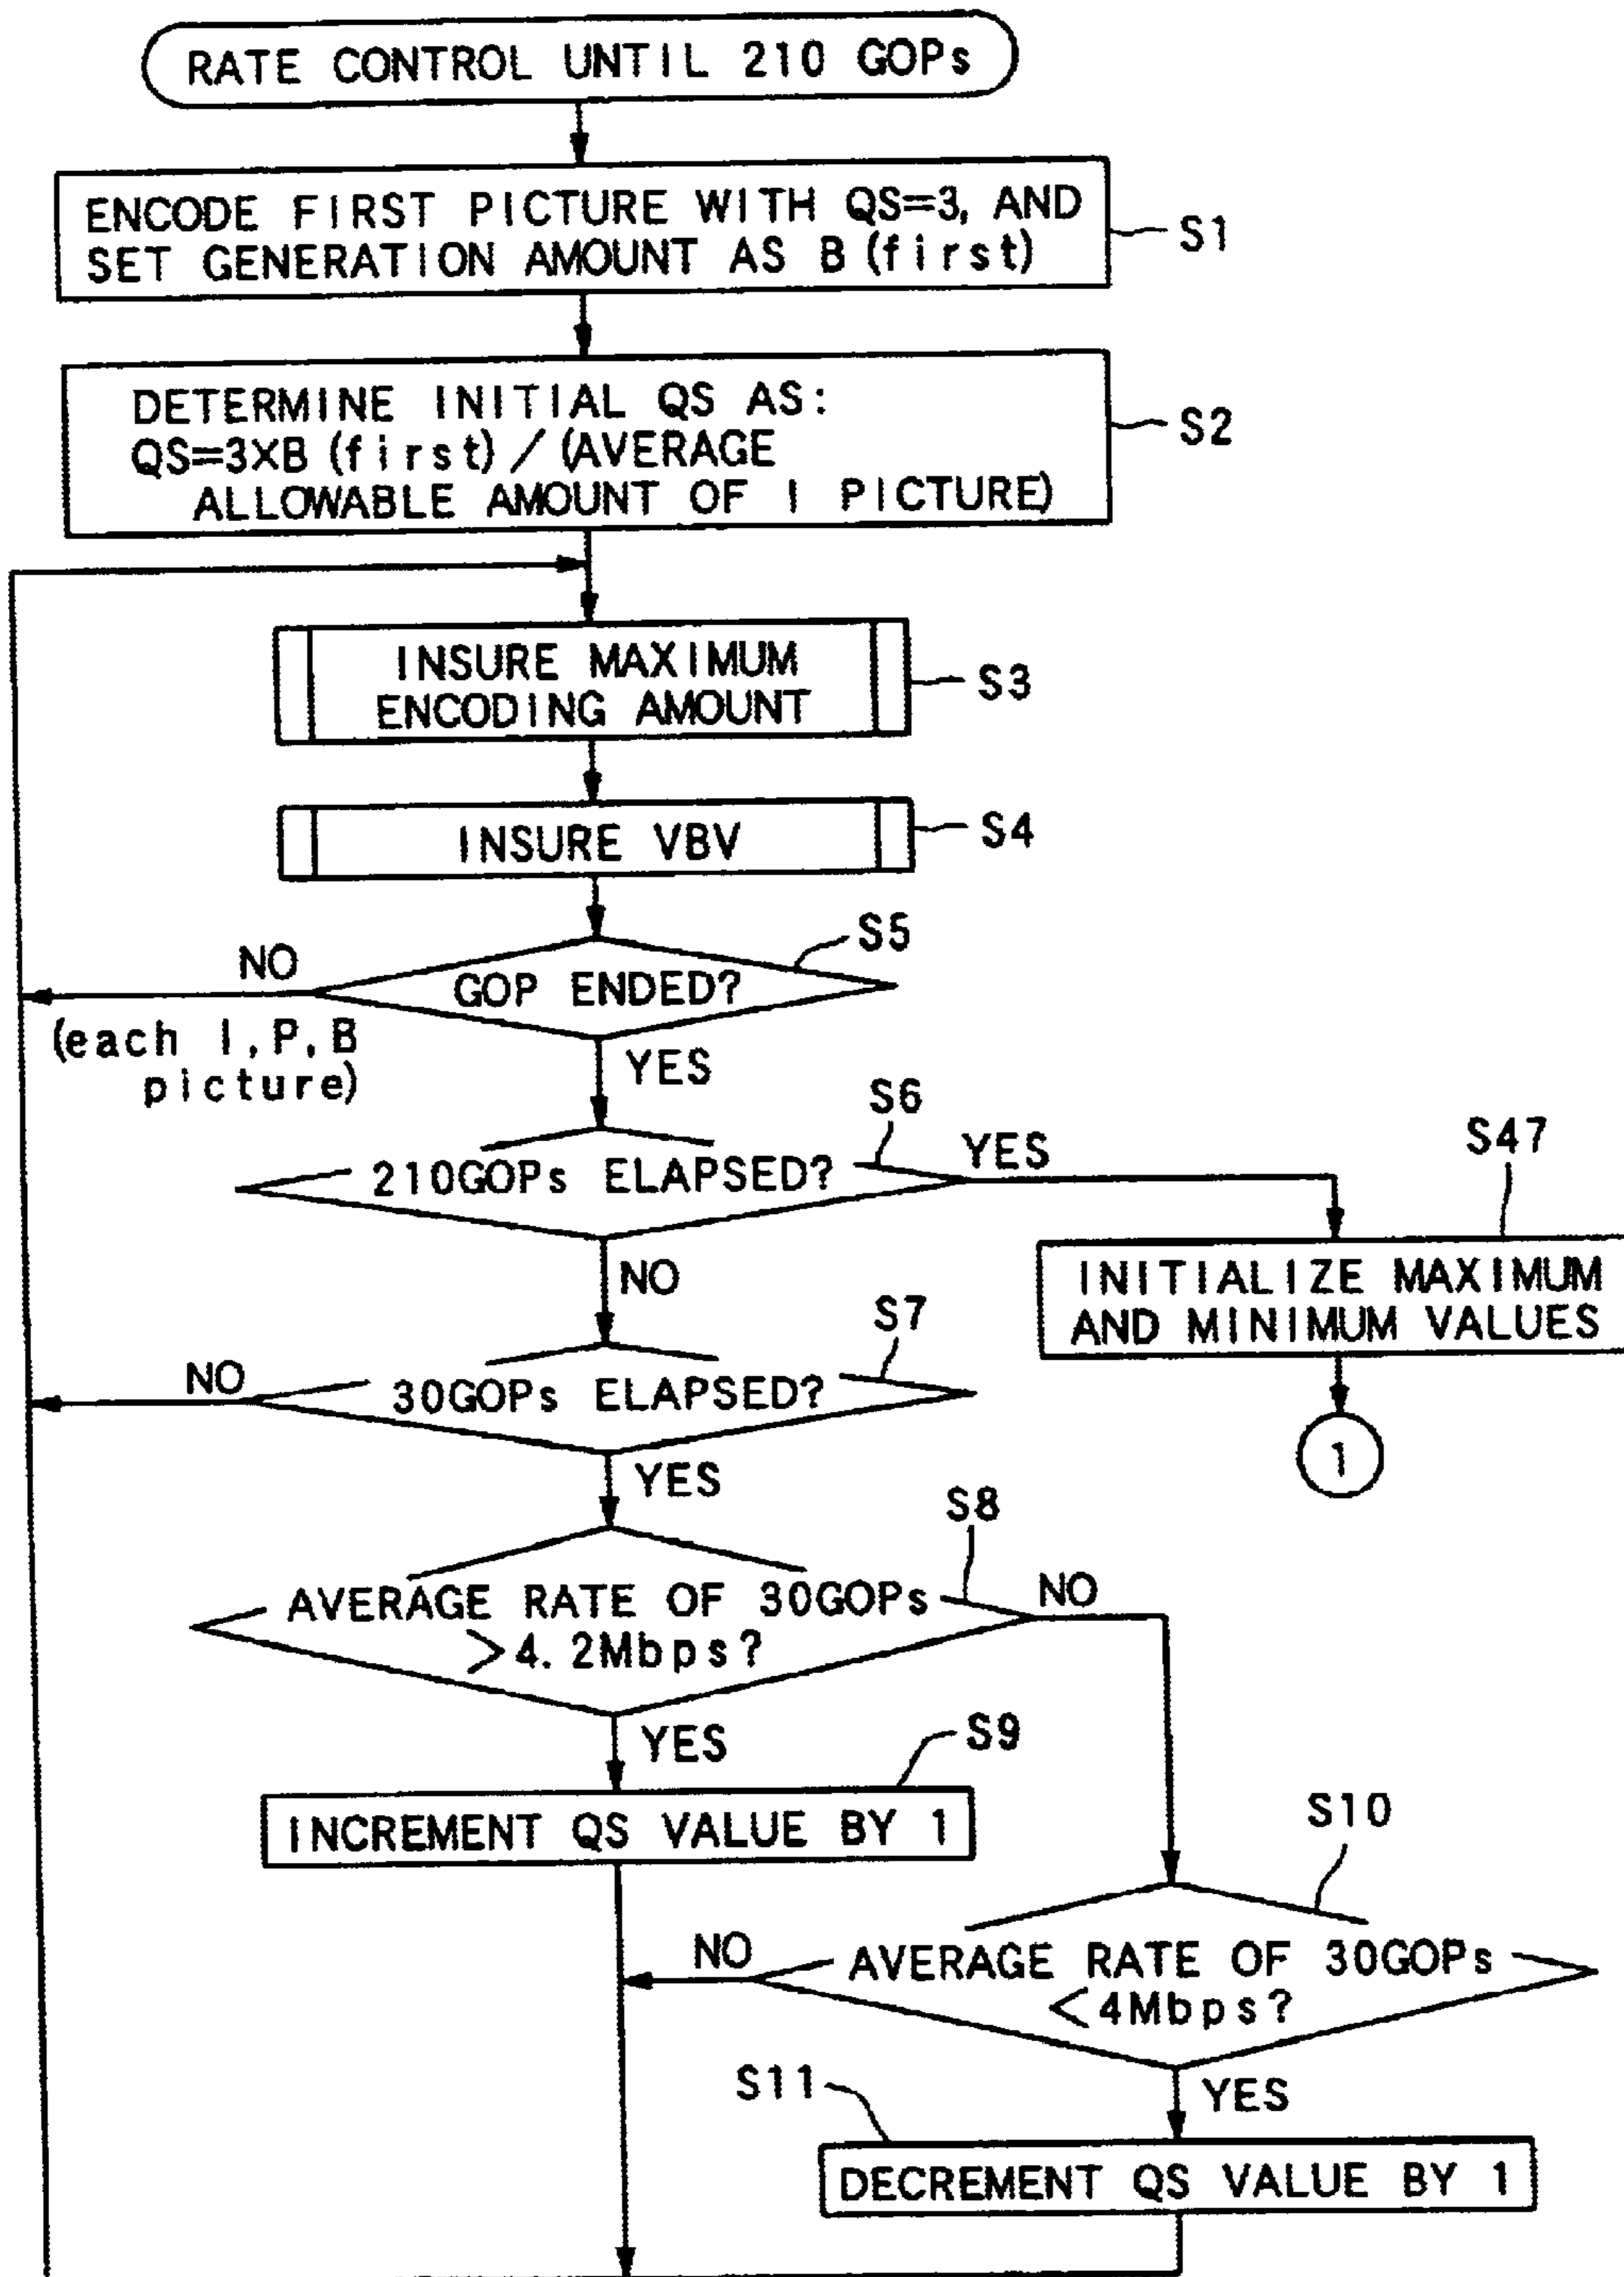 RATE CONTROL UNTIL 210 GOPs
ENCODE FIRST PICTURE WITH QS=3, AND
SET GENERATION AMOUNT AS B (first)
S1
DETERMINE INITIAL QS AS:
QS=3×B (first) / (AVERAGE
ALLOWABLE AMOUNT OF I PICTURE)
S2
INSURE MAXIMUM
ENCODING AMOUNT
S3
INSURE VBV
S4
S5
NO
GOP ENDED?
(each I, P, B
picture)
YES
S6
210GOPs ELAPSED?
YES
S47
INITIALIZE MAXIMUM
AND MINIMUM VALUES
1
NO
S7
NO
30GOPs ELAPSED?
YES
S8
AVERAGE RATE OF 30GOPs
>4. 2Mbps?
NO
YES
S9
INCREMENT QS VALUE BY 1
S10
NO
AVERAGE RATE OF 30GOPs
<4Mbps?
S11
YES
DECREMENT QS VALUE BY 1